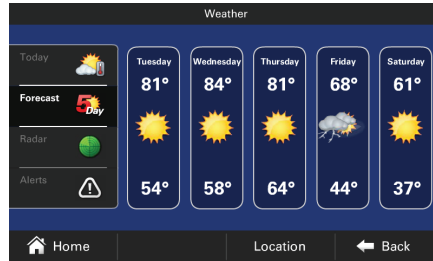 Weather
Today
Forecast
5
Day
Radar
Alerts
Tuesday
81°
54°
Wednesday
84°
58°
Thursday
81°
64°
Friday
68°
44°
Saturday
61°
37°
Home
Location
Back